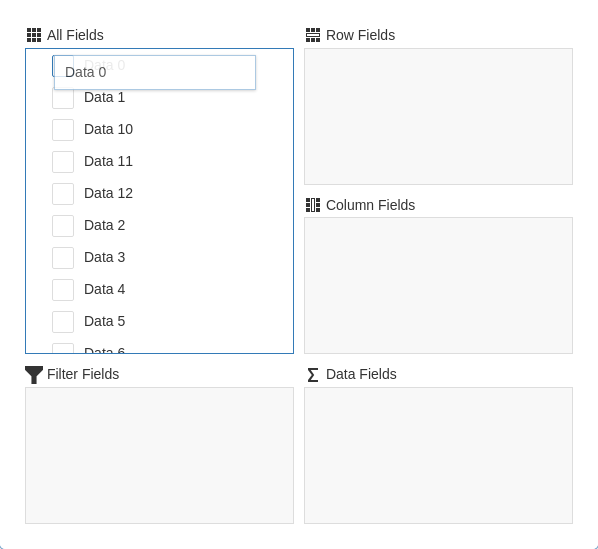 All Fields
Data 0
Data 0
Data 1
Data 10
Data 11
Data 12
Data 2
Data 3
Data 4
Data 5
Data 6
Row Fields
Column Fields
Filter Fields
Data Fields